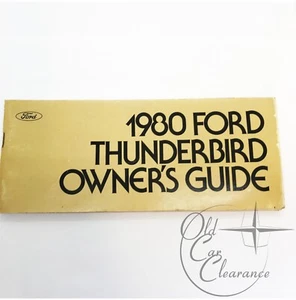 Ford
1980 FORD
THUNDERBIRD
OWNER'S GUIDE
Old
Car
Clearance